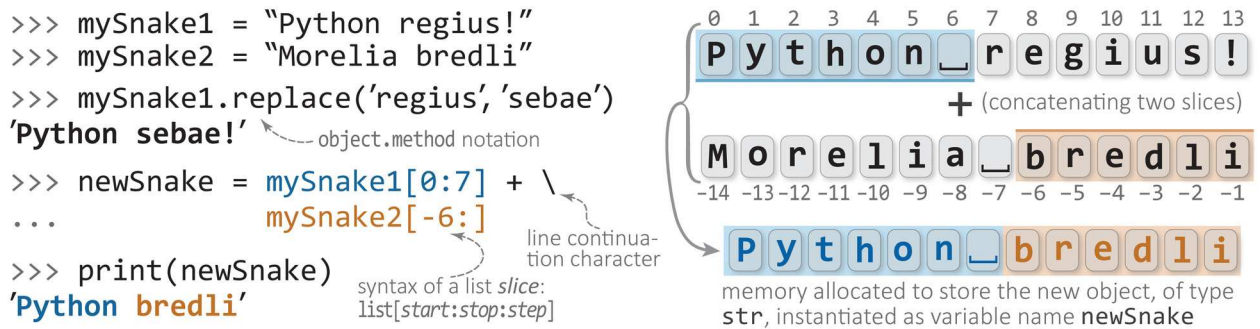 >>> mySnake1 = “Python regius!”
>>> mySnake2 = “Morelia bredli”
>>> mySnake1.replace(’regius’, ’sebae’)
’Python sebae!’
object.method notation
>>> newSnake = mySnake1[0:7] + \
... mySnake2[-6:]
line continua-
tion character
>>> print(newSnake)
’Python bredli’
syntax of a list slice:
list[start:stop:step]
0 1 2 3 4 5 6 7 8 9 10 11 12 13
P y t h o n ␣ r e g i u s !
+ (concatenating two slices)
M o r e l i a ␣ b r e d l i
−14 −13 −12 −11 −10 −9 −8 −7 −6 −5 −4 −3 −2 −1
P y t h o n ␣ b r e d l i
memory allocated to store the new object, of type
str, instantiated as variable name newSnake